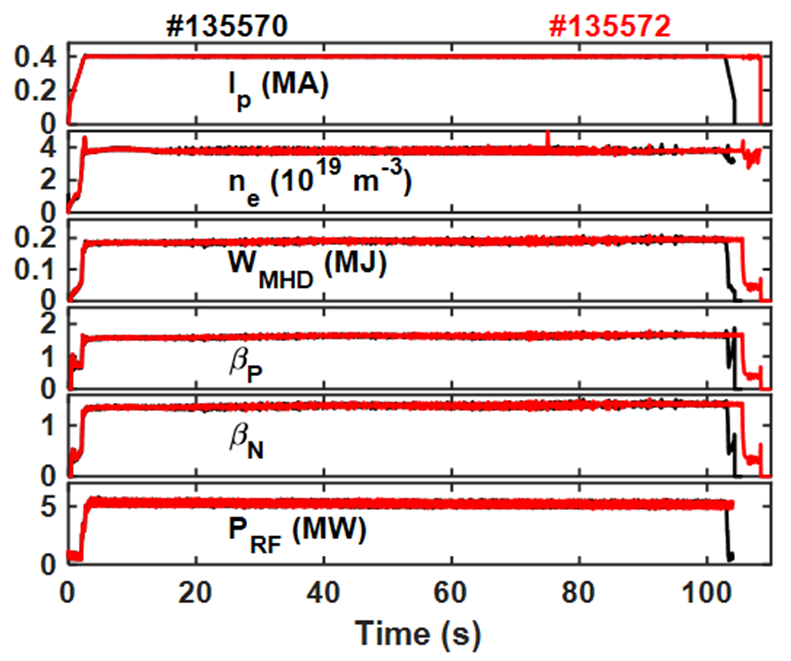 #135570 #135572
0.4
0.2
0
I_p (MA)
4
2
0
n_e (10^19 m^-3)
0.2
0.1
0
W_MHD (MJ)
2
1
0
β_P
1
0
β_N
5
0
P_RF (MW)
0 20 40 60 80 100
Time (s)